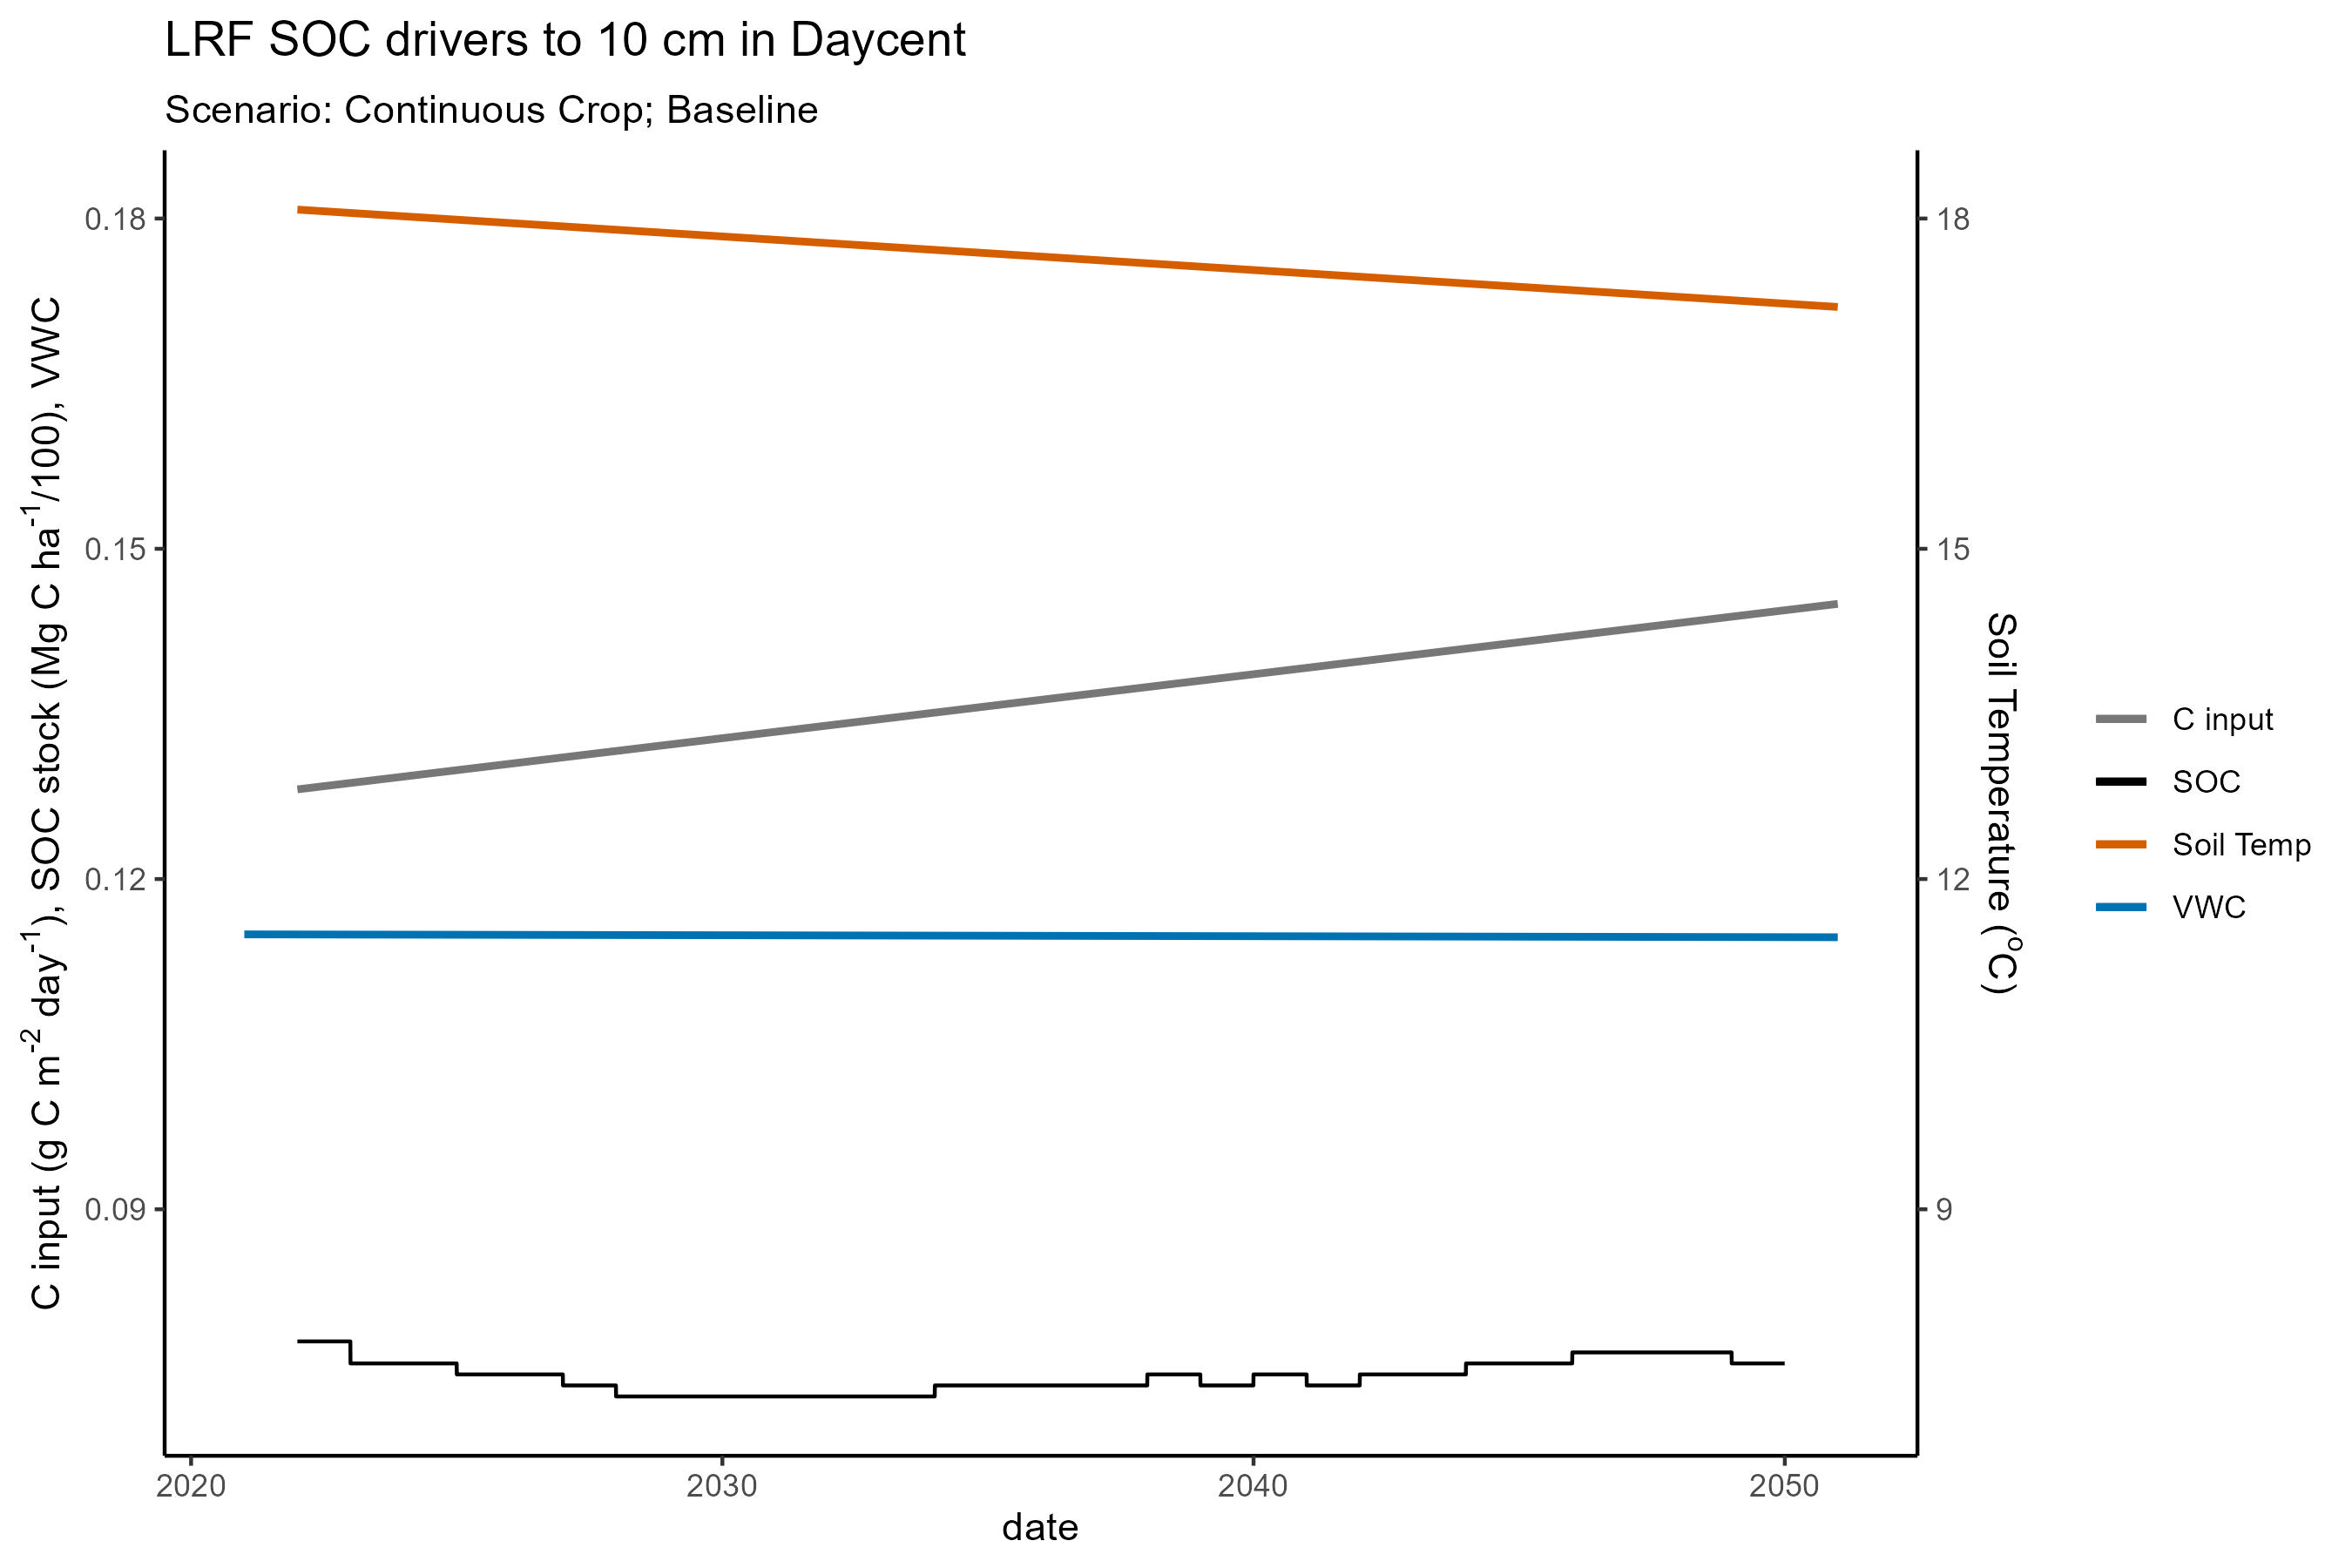 LRF SOC drivers to 10 cm in Daycent
Scenario: Continuous Crop; Baseline
C input (g C m⁻² day⁻¹), SOC stock (Mg C ha⁻¹/100), VWC
0.18
0.15
0.12
0.09
18
15
12
9
Soil Temperature (ºC)
C input
SOC
Soil Temp
VWC
2020 2030 2040 2050
date